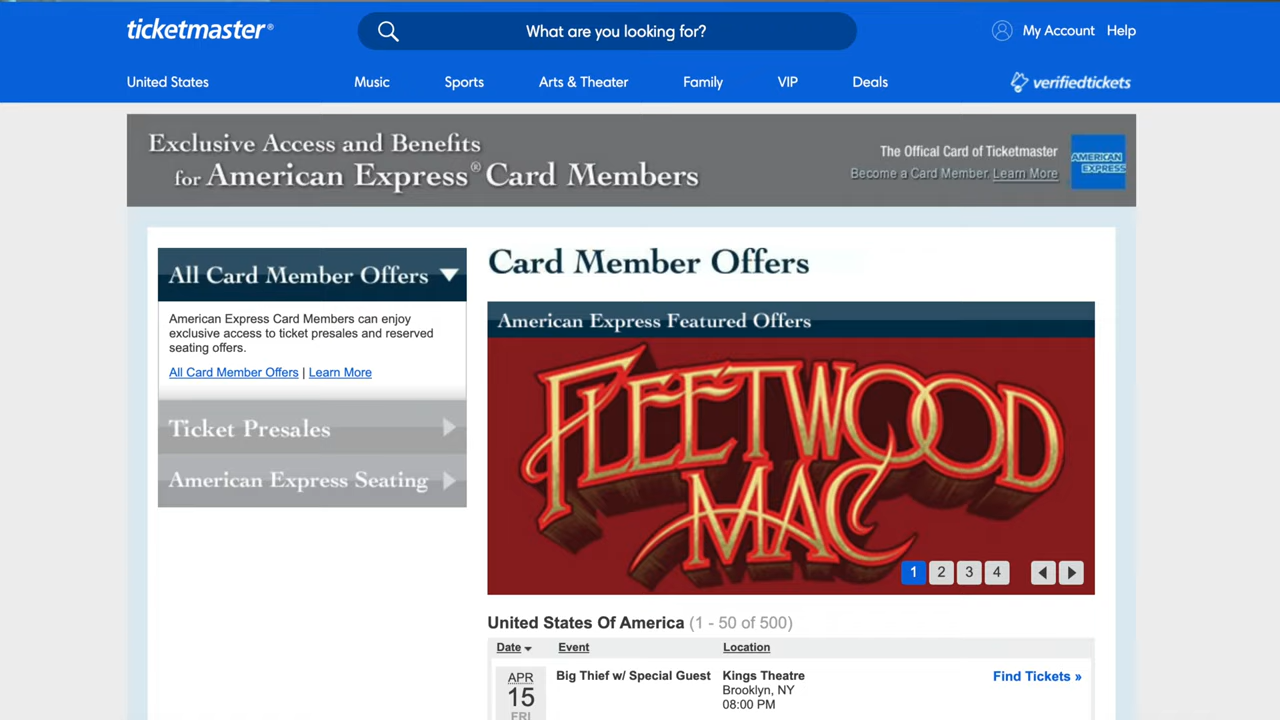 ticketmaster®
What are you looking for?
My Account Help
United States Music Sports Arts & Theater Family VIP Deals verifiedtickets
Exclusive Access and Benefits
for American Express® Card Members
The Offical Card of Ticketmaster
Become a Card Member. Learn More
AMERICAN
EXPRESS
All Card Member Offers
American Express Card Members can enjoy
exclusive access to ticket presales and reserved
seating offers.
All Card Member Offers | Learn More
Ticket Presales
American Express Seating
Card Member Offers
American Express Featured Offers
FLEETWOOD
MAC
1 2 3 4
United States Of America (1 - 50 of 500)
Date Event Location
APR
15
FRI
Big Thief w/ Special Guest
Kings Theatre
Brooklyn, NY
08:00 PM
Find Tickets »